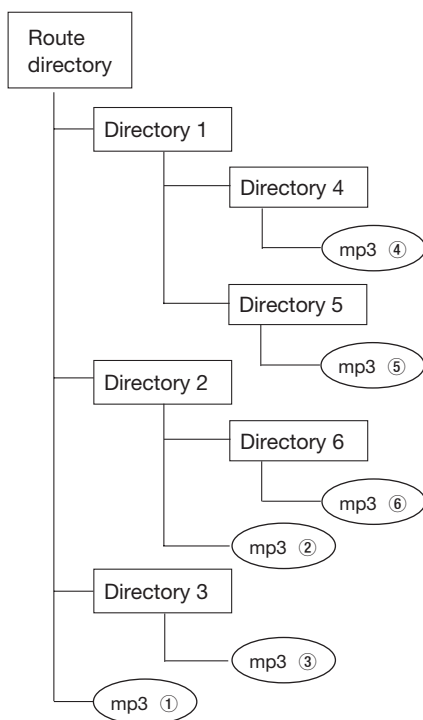 Route
directory
Directory 1
Directory 4
mp3 ④
Directory 5
mp3 ⑤
Directory 2
Directory 6
mp3 ⑥
mp3 ②
Directory 3
mp3 ③
mp3 ①